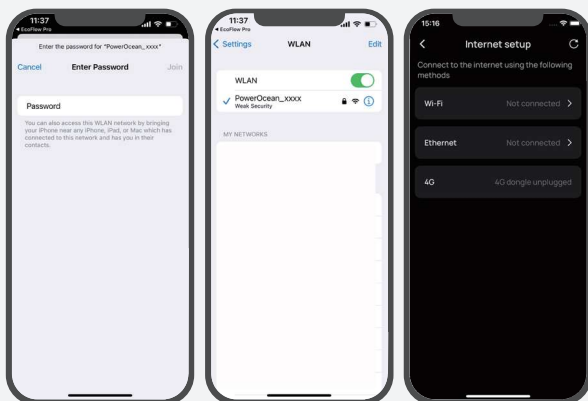 11:37
◀ EcoFlow Pro
Enter the password for "PowerOcean_xxxx"
Cancel Enter Password Join
Password
You can also access this WLAN network by bringing
your iPhone near any iPhone, iPad, or Mac which has
connected to this network and has you in their
contacts.
11:37
◀ EcoFlow Pro
Settings WLAN Edit
WLAN
PowerOcean_xxxx
Weak Security
MY NETWORKS
15:16
Internet setup
Connect to the internet using the following
methods
Wi-Fi Not connected
Ethernet Not connected
4G 4G dongle unplugged